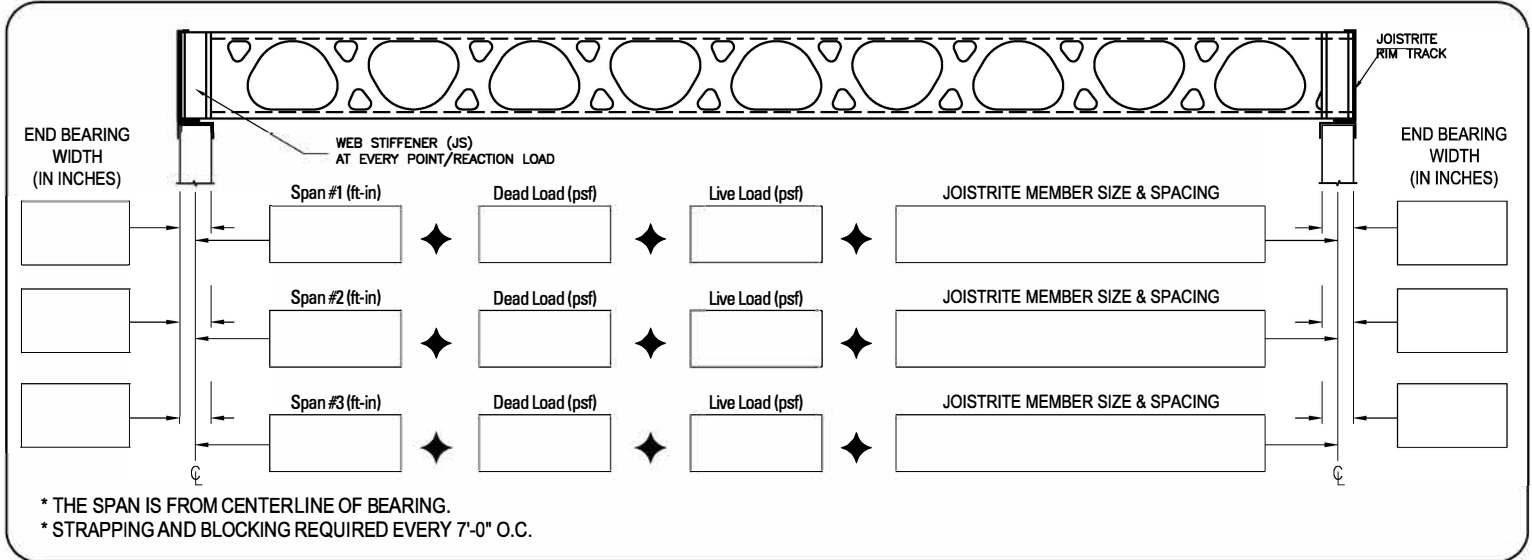 JOISTRITE
RIM TRACK
WEB STIFFENER (JS)
AT EVERY POINT/REACTION LOAD
END BEARING
WIDTH
(IN INCHES)
END BEARING
WIDTH
(IN INCHES)
Span #1 (ft-in) Dead Load (psf) Live Load (psf) JOISTRITE MEMBER SIZE & SPACING
Span #2 (ft-in) Dead Load (psf) Live Load (psf) JOISTRITE MEMBER SIZE & SPACING
Span #3 (ft-in) Dead Load (psf) Live Load (psf) JOISTRITE MEMBER SIZE & SPACING
℄ ℄
* THE SPAN IS FROM CENTERLINE OF BEARING.
* STRAPPING AND BLOCKING REQUIRED EVERY 7'-0" O.C.